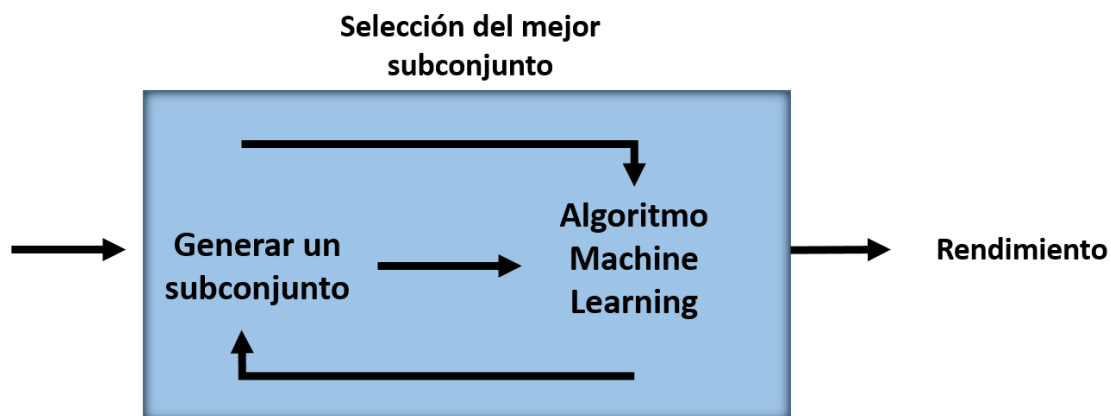 Selección del mejor
subconjunto
Generar un
subconjunto
Algoritmo
Machine
Learning
Rendimiento